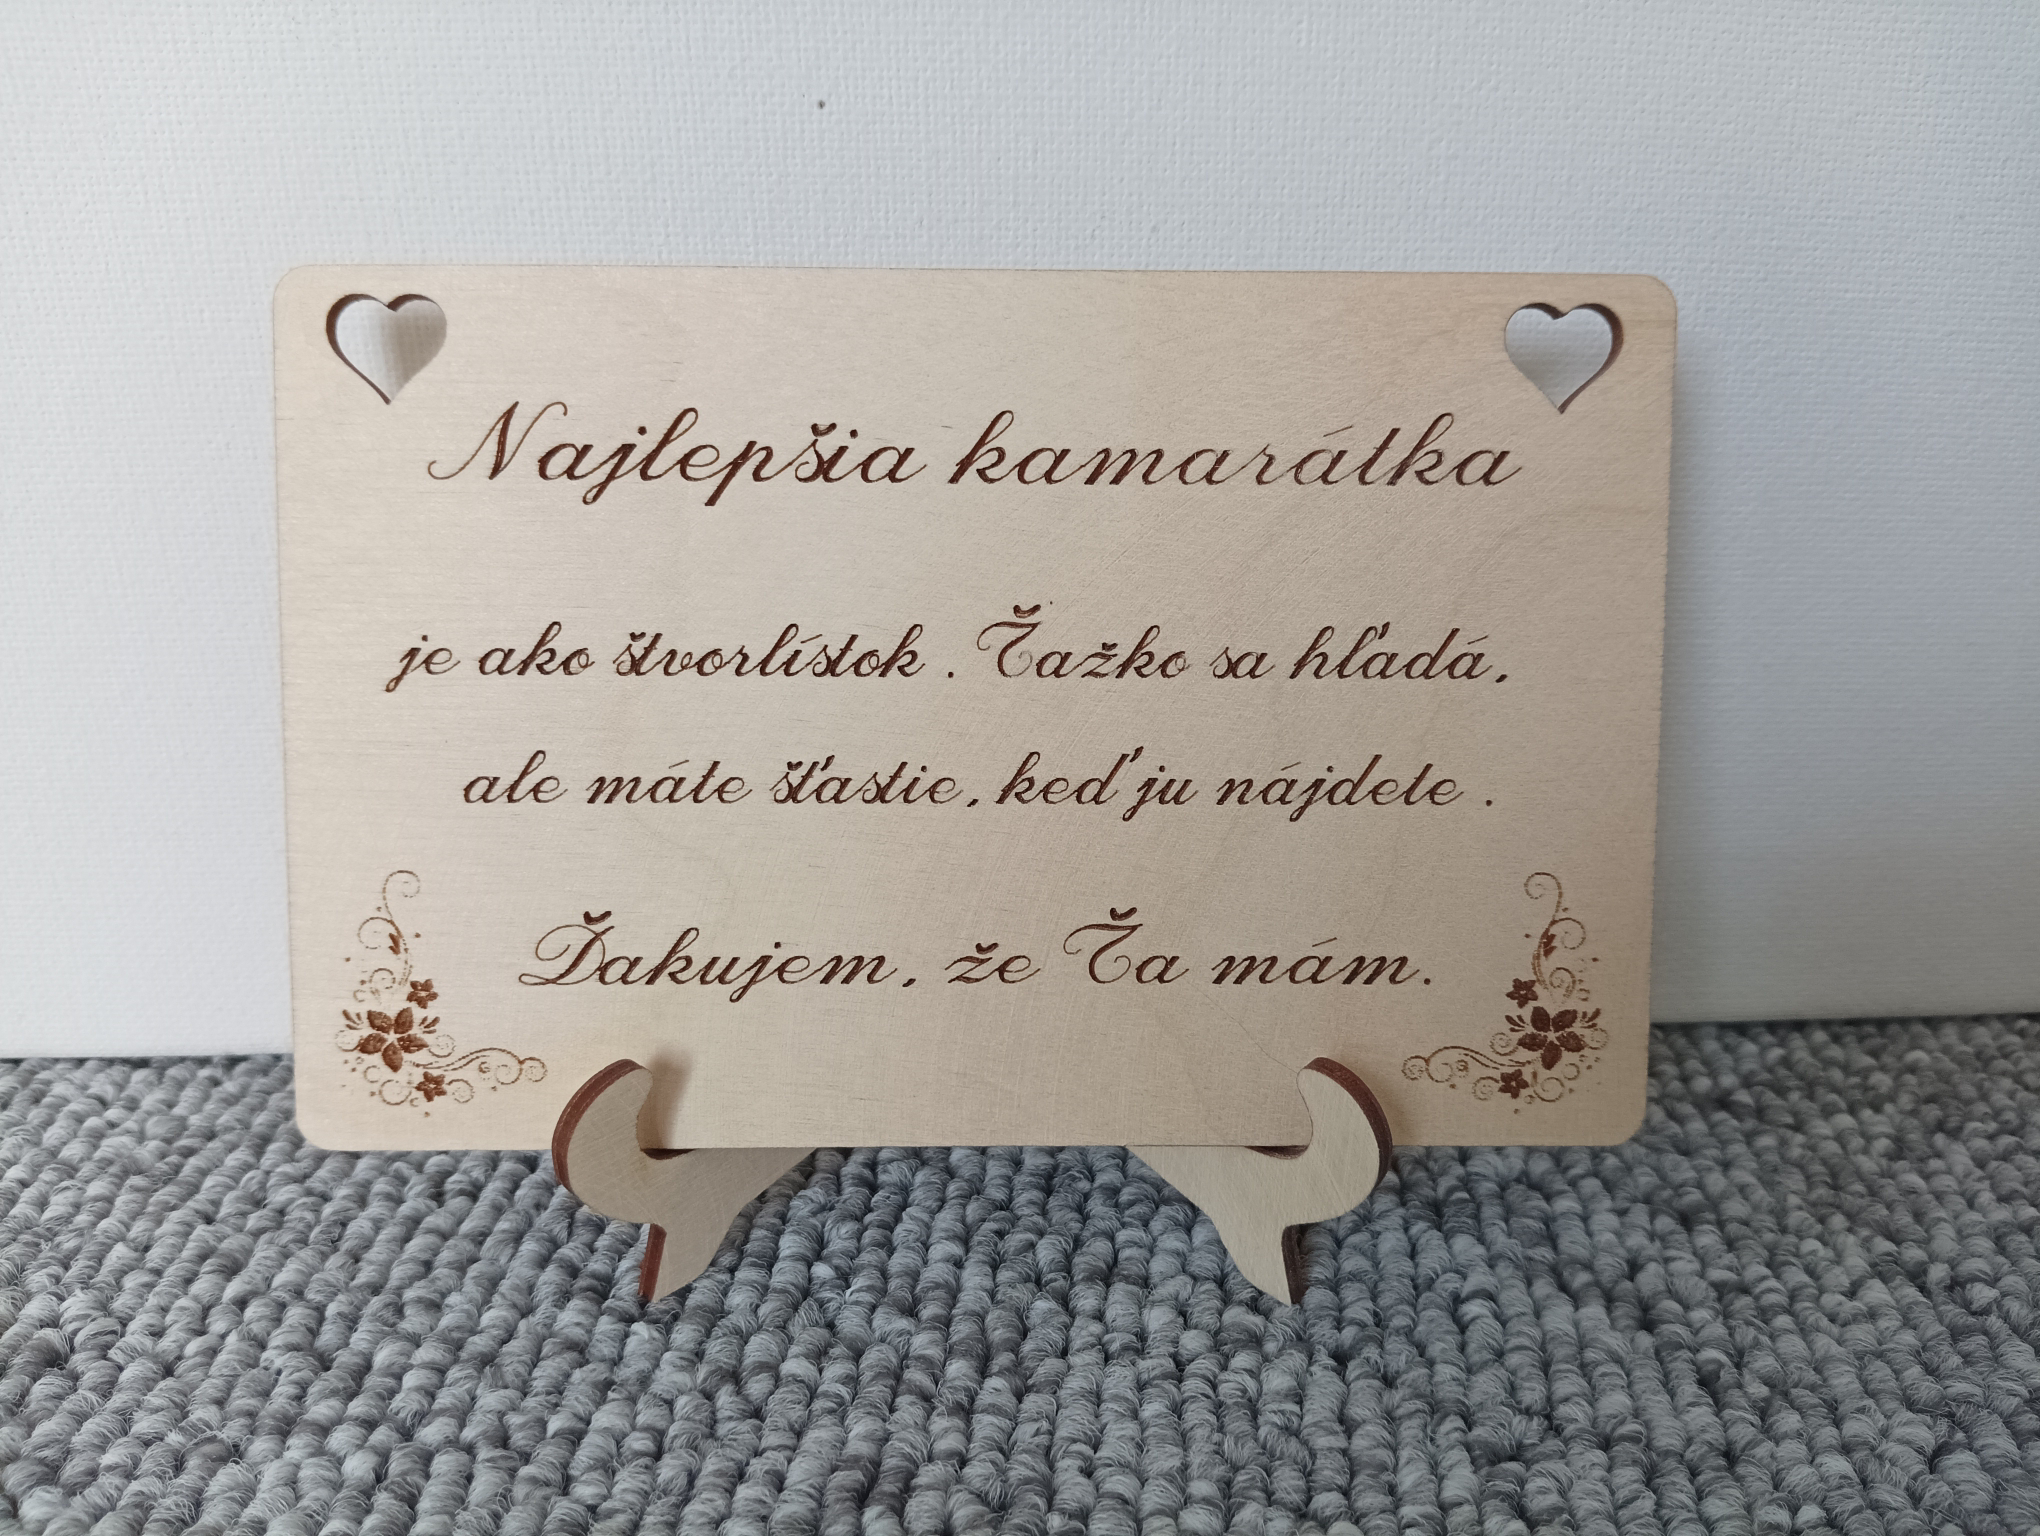 Najlepšia kamarátka
je ako štvorlístok . Ťažko sa hľadá,
ale máte šťastie, keď ju nájdete .
Ďakujem, že Ťa mám.